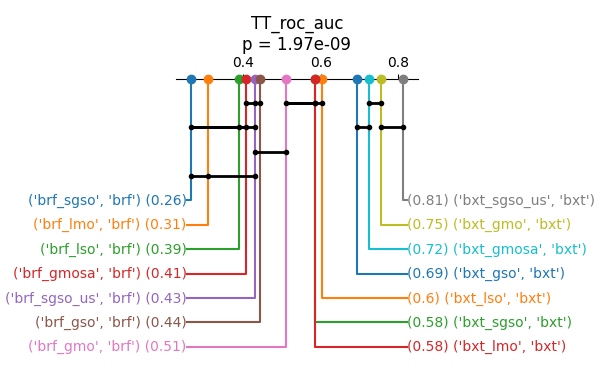 TT_roc_auc
p = 1.97e-09
0.4 0.6 0.8
('brf_sgso', 'brf') (0.26) (0.81) ('bxt_sgso_us', 'bxt')
('brf_lmo', 'brf') (0.31) (0.75) ('bxt_gmo', 'bxt')
('brf_lso', 'brf') (0.39) (0.72) ('bxt_gmosa', 'bxt')
('brf_gmosa', 'brf') (0.41) (0.69) ('bxt_gso', 'bxt')
('brf_sgso_us', 'brf') (0.43) (0.6) ('bxt_lso', 'bxt')
('brf_gso', 'brf') (0.44) (0.58) ('bxt_sgso', 'bxt')
('brf_gmo', 'brf') (0.51) (0.58) ('bxt_lmo', 'bxt')